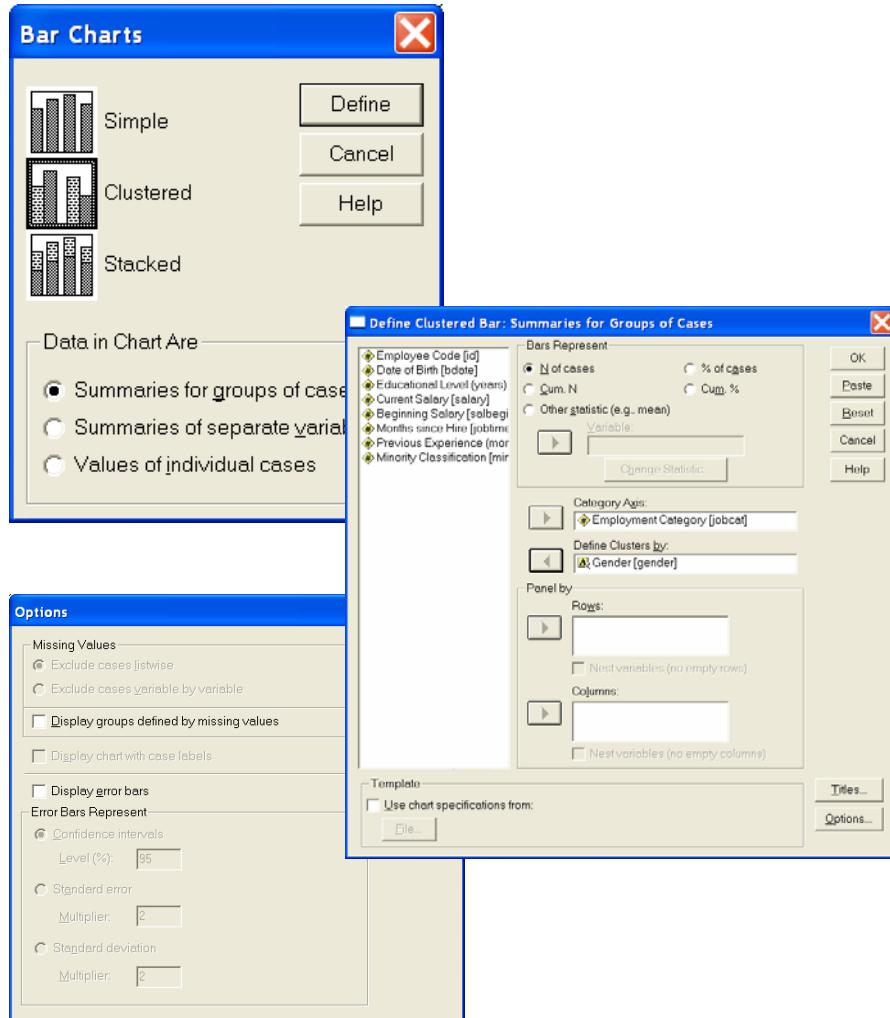 Bar Charts
Simple
Define
Cancel
Clustered
Help
Stacked
Data in Chart Are
Summaries for groups of case
Summaries of separate variab
Values of individual cases
Define Clustered Bar: Summaries for Groups of Cases
Employee Code [id]
Date of Birth [bdate]
Educational Level (years)
Current Salary [salary]
Beginning Salary [salbegi
Months since Hire [jobtime
Previous Experience (mor
Minority Classification [mir
Bars Represent
N of cases
% of cases
Cum. N
Cum. %
Other statistic (e.g., mean)
Variable:
Change Statistic...
OK
Paste
Reset
Cancel
Help
Category Axis:
Employment Category [jobcat]
Define Clusters by:
Gender [gender]
Panel by
Rows:
Nest variables (no empty rows)
Columns:
Nest variables (no empty columns)
Template
Use chart specifications from:
File...
Titles...
Options...
Options
Missing Values
Exclude cases listwise
Exclude cases variable by variable
Display groups defined by missing values
Display chart with case labels
Display error bars
Error Bars Represent
Confidence intervals
Level (%): 95
Standard error
Multiplier: 2
Standard deviation
Multiplier: 2